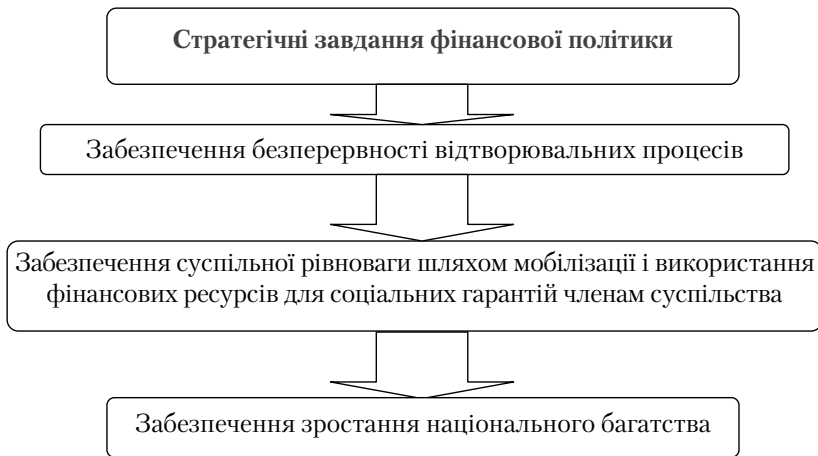 Стратегічні завдання фінансової політики
Забезпечення безперервності відтворювальних процесів
Забезпечення суспільної рівноваги шляхом мобілізації і використання
фінансових ресурсів для соціальних гарантій членам суспільства
Забезпечення зростання національного багатства